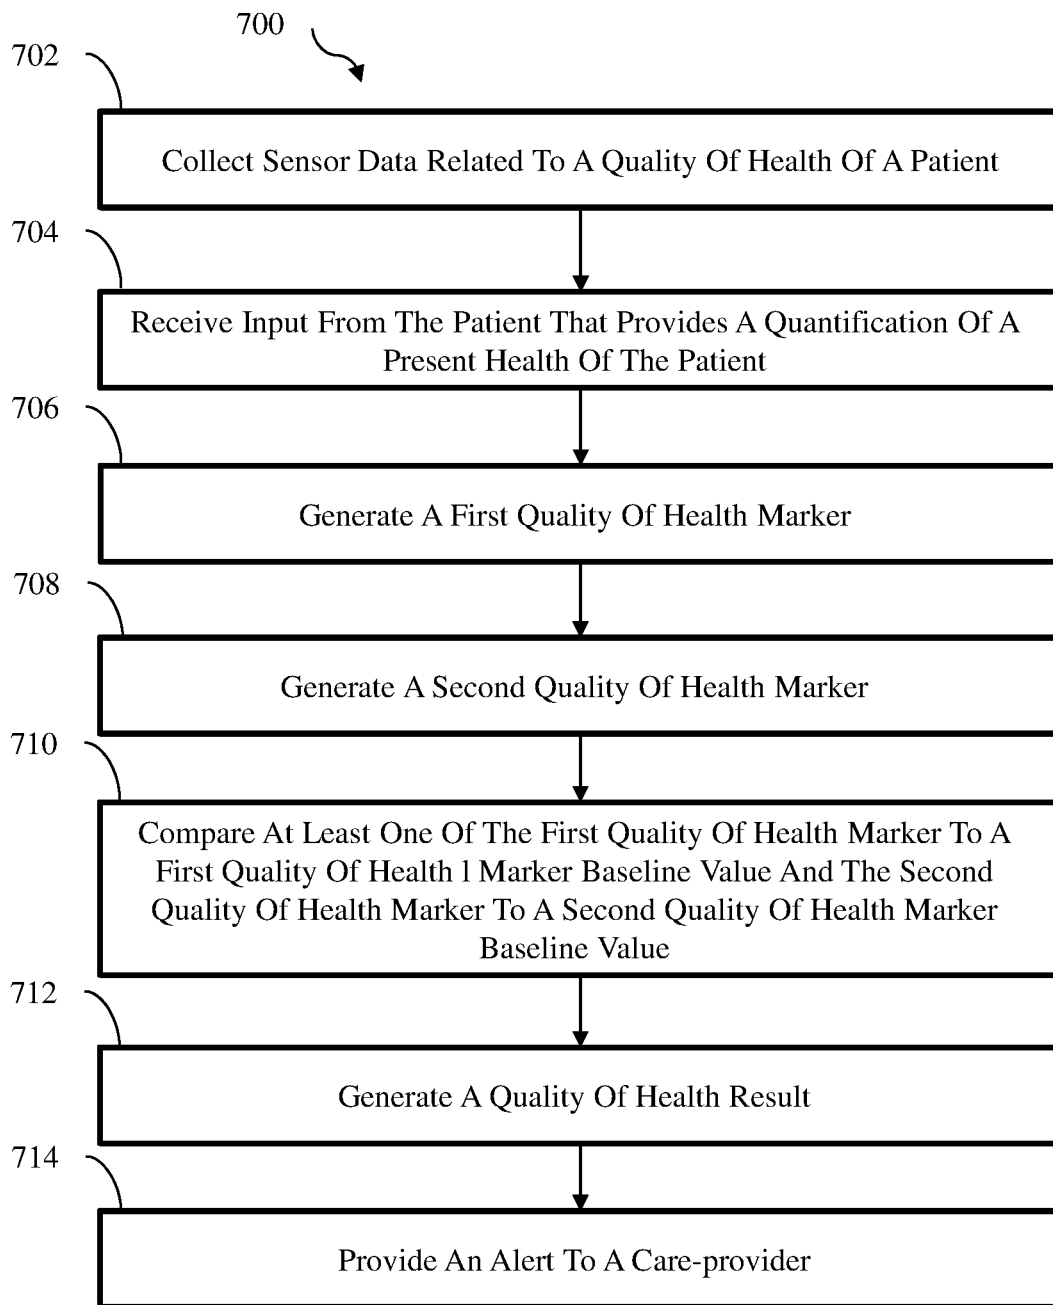 700
702
Collect Sensor Data Related To A Quality Of Health Of A Patient
704
Receive Input From The Patient That Provides A Quantification Of A
Present Health Of The Patient
706
Generate A First Quality Of Health Marker
708
Generate A Second Quality Of Health Marker
710
Compare At Least One Of The First Quality Of Health Marker To A
First Quality Of Health l Marker Baseline Value And The Second
Quality Of Health Marker To A Second Quality Of Health Marker
Baseline Value
712
Generate A Quality Of Health Result
714
Provide An Alert To A Care-provider